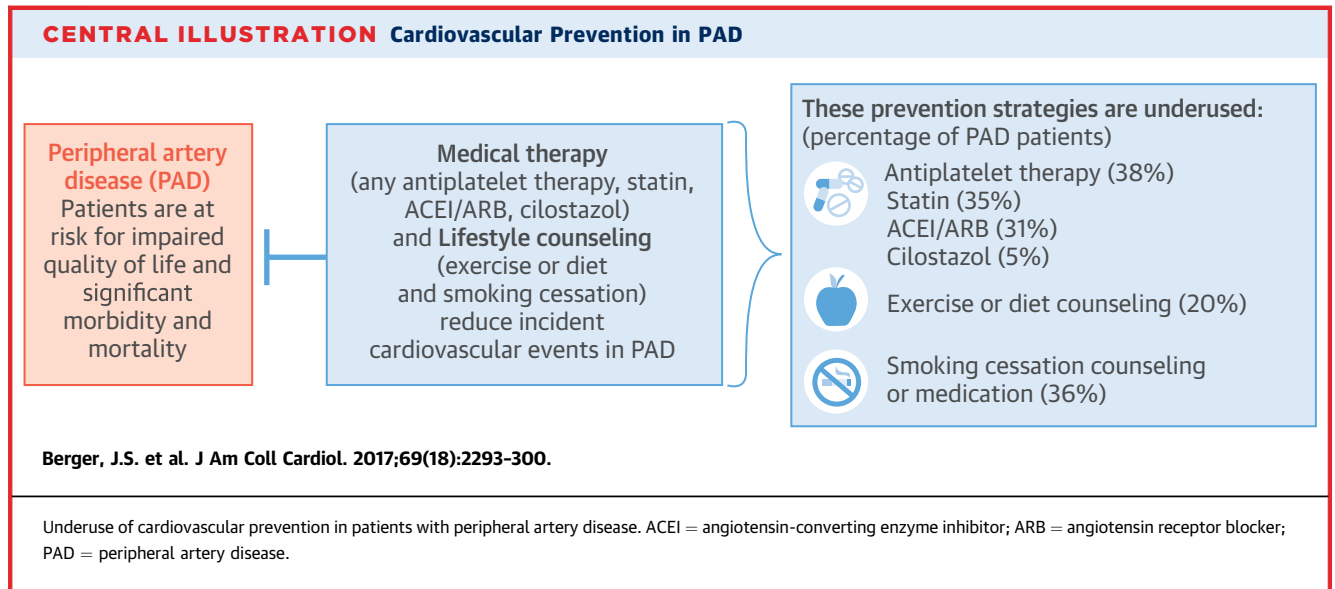 CENTRAL ILLUSTRATION Cardiovascular Prevention in PAD
Peripheral artery
disease (PAD)
Patients are at
risk for impaired
quality of life and
significant
morbidity and
mortality
Medical therapy
(any antiplatelet therapy, statin,
ACEI/ARB, cilostazol)
and Lifestyle counseling
(exercise or diet
and smoking cessation)
reduce incident
cardiovascular events in PAD
These prevention strategies are underused:
(percentage of PAD patients)
Antiplatelet therapy (38%)
Statin (35%)
ACEI/ARB (31%)
Cilostazol (5%)
Exercise or diet counseling (20%)
Smoking cessation counseling
or medication (36%)
Berger, J.S. et al. J Am Coll Cardiol. 2017;69(18):2293–300.
Underuse of cardiovascular prevention in patients with peripheral artery disease. ACEI = angiotensin-converting enzyme inhibitor; ARB = angiotensin receptor blocker;
PAD = peripheral artery disease.